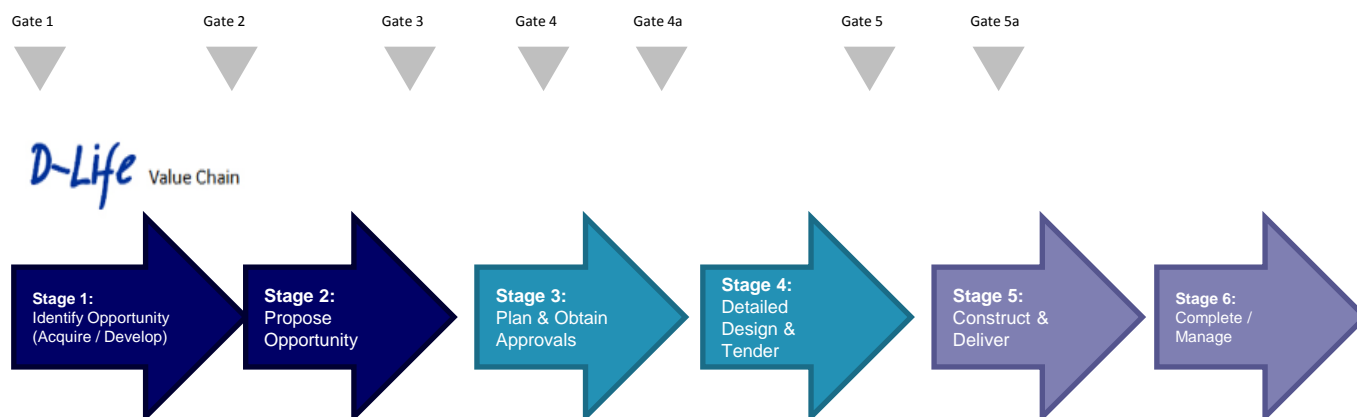 Gate 1
Gate 2
Gate 3
Gate 4
Gate 4a
Gate 5
Gate 5a
D-Life Value Chain
Stage 1:
Identify Opportunity
(Acquire / Develop)
Stage 2:
Propose
Opportunity
Stage 3:
Plan & Obtain
Approvals
Stage 4:
Detailed
Design &
Tender
Stage 5:
Construct &
Deliver
Stage 6:
Complete /
Manage